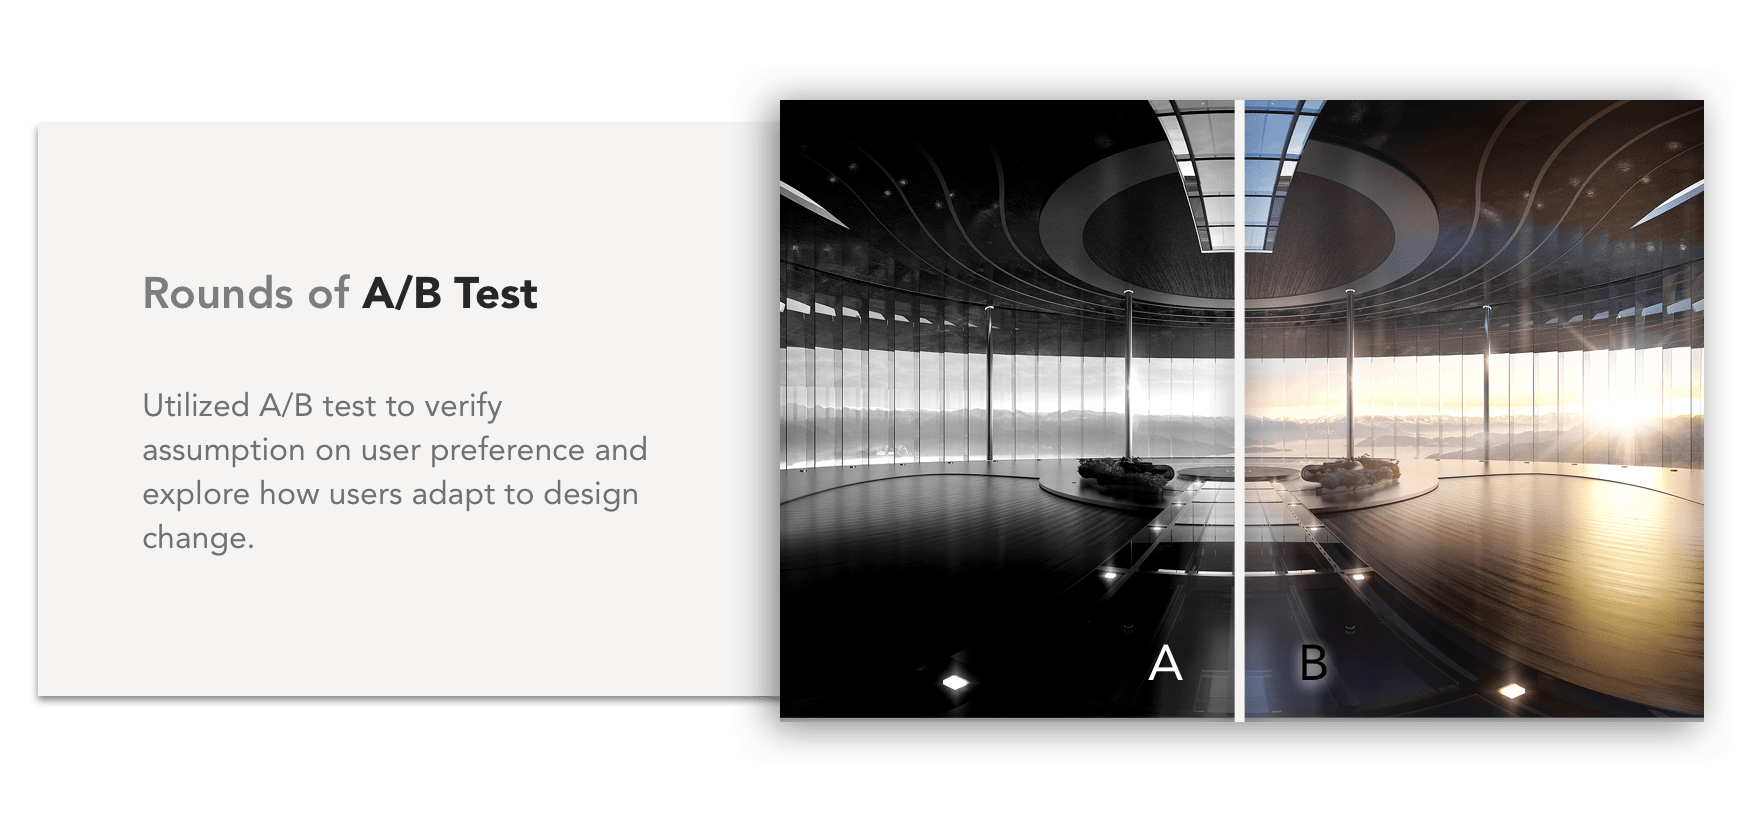 Rounds of A/B Test
Utilized A/B test to verify
assumption on user preference and
explore how users adapt to design
change.
A
B